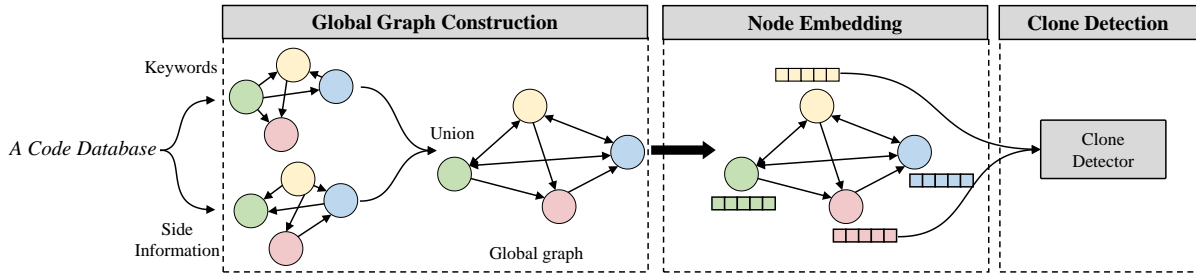 Global Graph Construction
Node Embedding
Clone Detection
Keywords
A Code Database
Side
Information
Union
Global graph
Clone
Detector